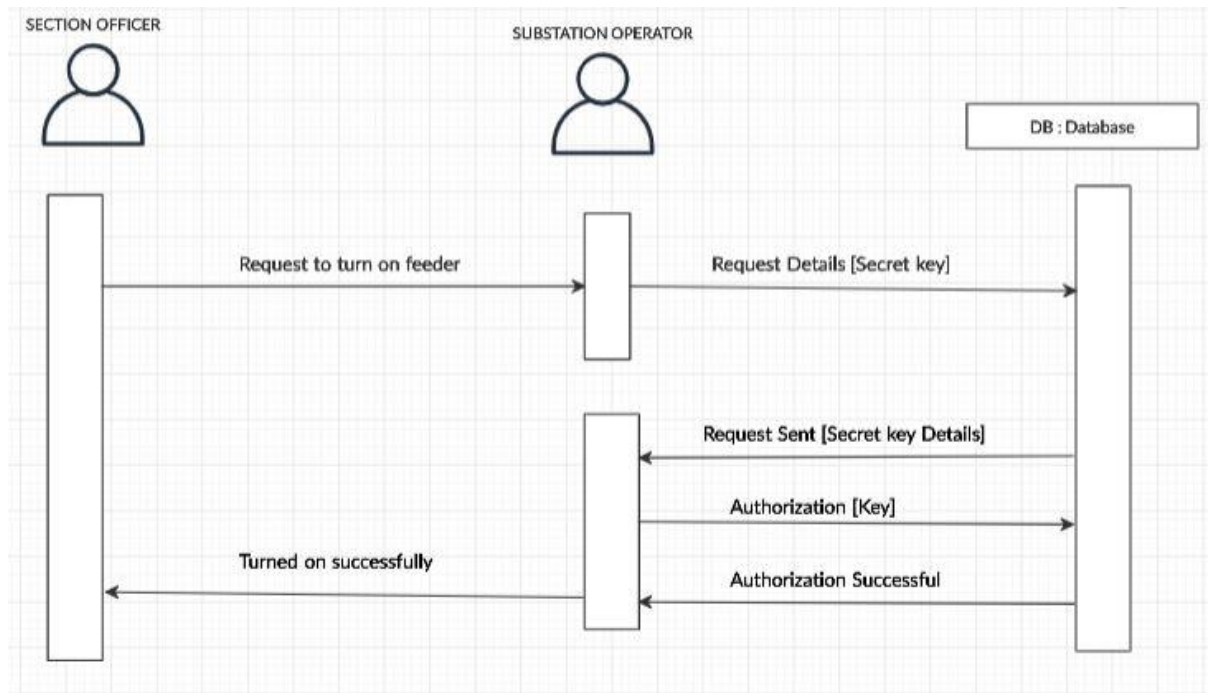 SECTION OFFICER
SUBSTATION OPERATOR
DB : Database
Request to turn on feeder
Request Details [Secret key]
Request Sent [Secret key Details]
Authorization [Key]
Turned on successfully
Authorization Successful